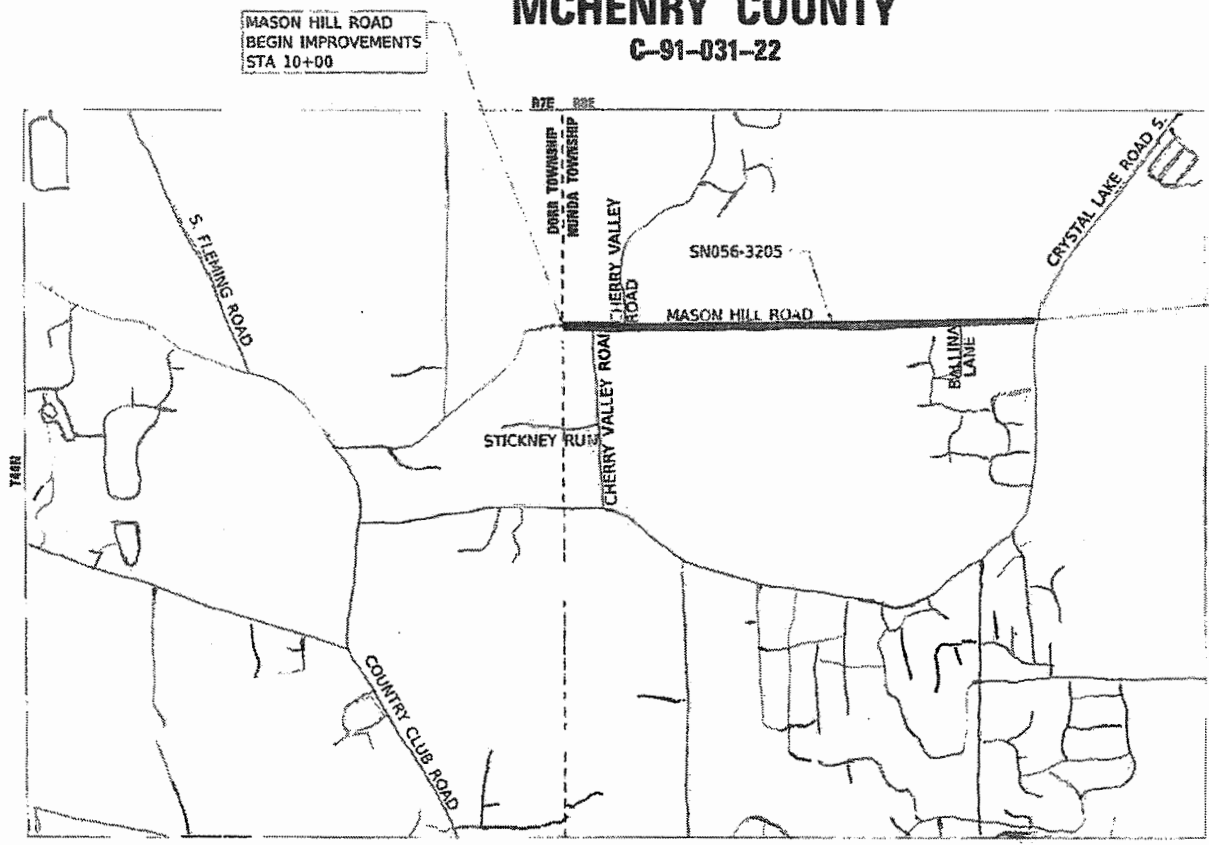 MCHENRY COUNTY
C-91-031-22
MASON HILL ROAD
BEGIN IMPROVEMENTS
STA 10+00
R7E R8E
DORR TOWNSHIP
NUNDA TOWNSHIP
S. FLEMING ROAD
CHERRY VALLEY
ROAD
SN056-3205
CRYSTAL LAKE ROAD S.
MASON HILL ROAD
BALLINA
LANE
CHERRY VALLEY ROAD
STICKNEY RUN
T44N
COUNTRY CLUB ROAD